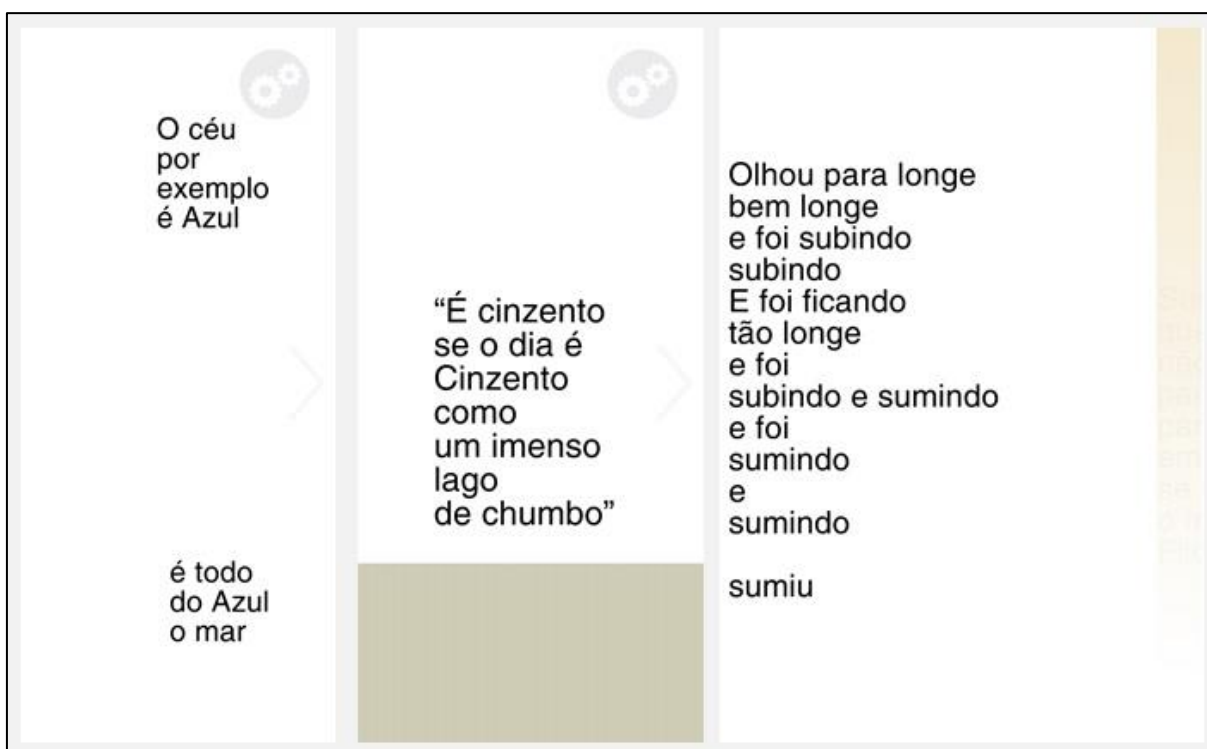 O céu
por
exemplo
é Azul
é todo
do Azul
o mar
“É cinzento
se o dia é
Cinzento
como
um imenso
lago
de chumbo”
Olhou para longe
bem longe
e foi subindo
subindo
E foi ficando
tão longe
e foi
subindo e sumindo
e foi
sumindo
e
sumindo
sumiu